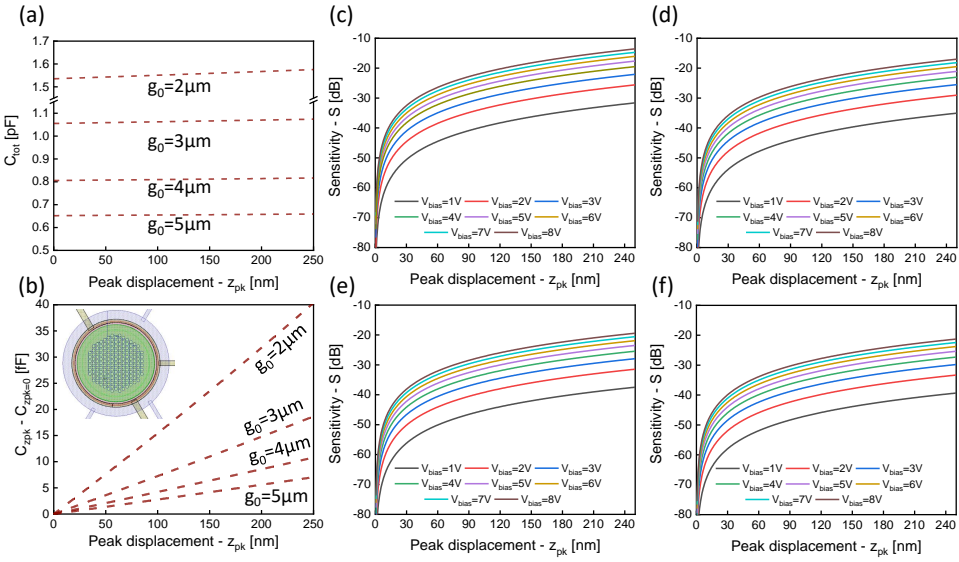 (a)
1.7
1.6
1.5
1.1
1.0
0.9
0.8
0.7
0.6
0.5
C_tot [pF]
g₀=2μm
g₀=3μm
g₀=4μm
g₀=5μm
0 50 100 150 200 250
Peak displacement - z_pk [nm]
(c)
-10
-20
-30
-40
-50
-60
-70
-80
Sensitivity - S [dB]
V_bias=1V V_bias=2V V_bias=3V
V_bias=4V V_bias=5V V_bias=6V
V_bias=7V V_bias=8V
0 30 60 90 120 150 180 210 240
Peak displacement - z_pk [nm]
(d)
-10
-20
-30
-40
-50
-60
-70
-80
Sensitivity - S [dB]
V_bias=1V V_bias=2V V_bias=3V
V_bias=4V V_bias=5V V_bias=6V
V_bias=7V V_bias=8V
0 30 60 90 120 150 180 210 240
Peak displacement - z_pk [nm]
(b)
40
35
30
25
20
15
10
5
0
C_zpk - C_zpk=0 [fF]
g₀=2μm
g₀=3μm
g₀=4μm
g₀=5μm
0 50 100 150 200 250
Peak displacement - z_pk [nm]
(e)
-10
-20
-30
-40
-50
-60
-70
-80
Sensitivity - S [dB]
V_bias=1V V_bias=2V V_bias=3V
V_bias=4V V_bias=5V V_bias=6V
V_bias=7V V_bias=8V
0 30 60 90 120 150 180 210 240
Peak displacement - z_pk [nm]
(f)
-10
-20
-30
-40
-50
-60
-70
-80
Sensitivity - S [dB]
V_bias=1V V_bias=2V V_bias=3V
V_bias=4V V_bias=5V V_bias=6V
V_bias=7V V_bias=8V
0 30 60 90 120 150 180 210 240
Peak displacement - z_pk [nm]